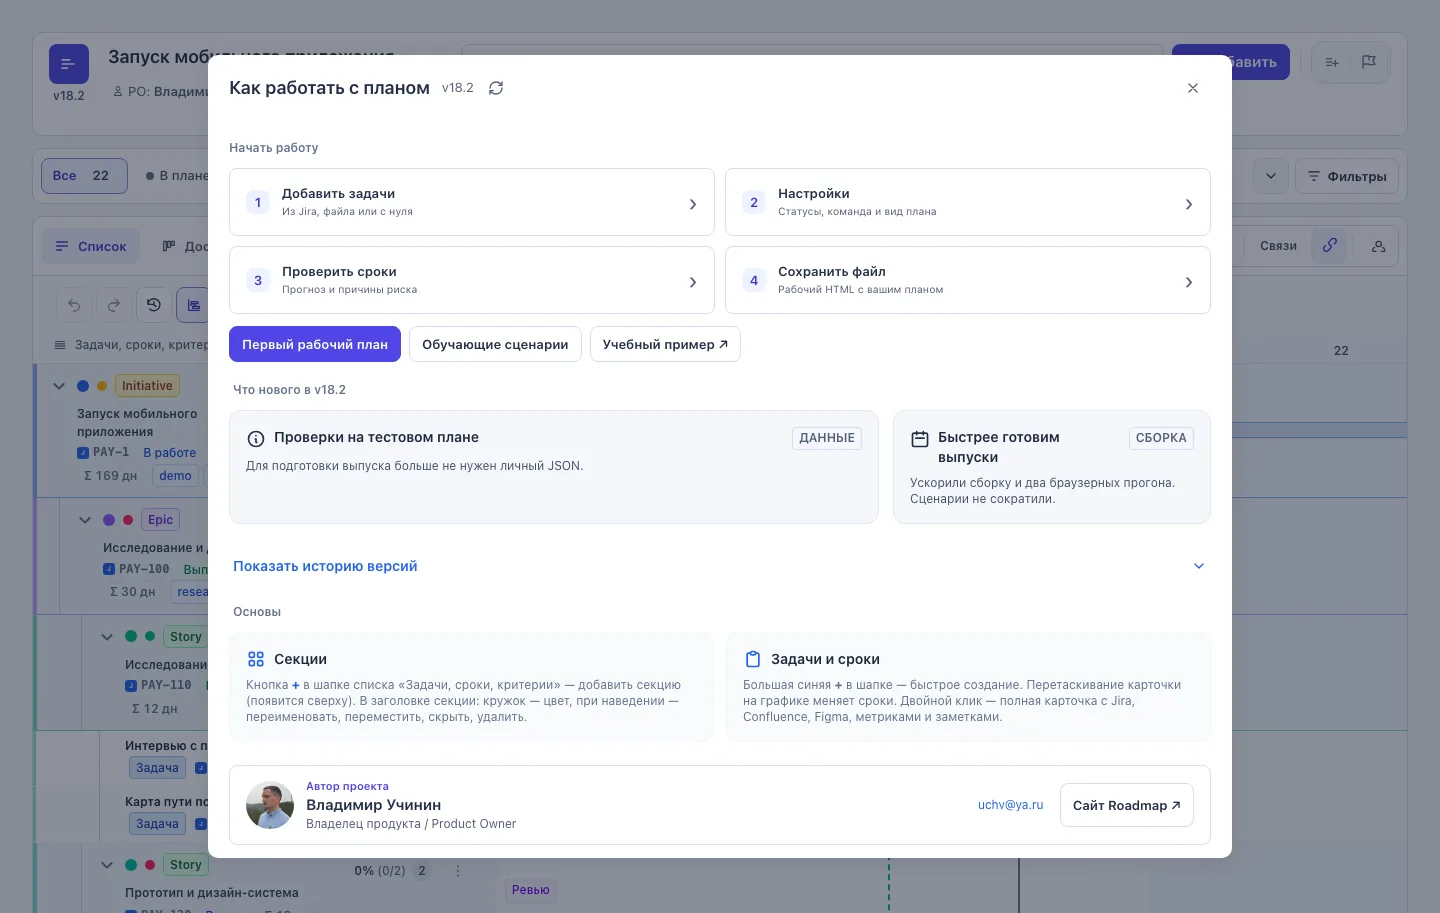 Запуск мобильного приложения
v18.2
PO: Владими
бавить
Как работать с планом
v18.2
Начать работу
1
Добавить задачи
Из Jira, файла или с нуля
2
Настройки
Статусы, команда и вид плана
3
Проверить сроки
Прогноз и причины риска
4
Сохранить файл
Рабочий HTML с вашим планом
Первый рабочий план
Обучающие сценарии
Учебный пример ↗
Что нового в v18.2
Проверки на тестовом плане
ДАННЫЕ
Для подготовки выпуска больше не нужен личный JSON.
Быстрее готовим
выпуски
СБОРКА
Ускорили сборку и два браузерных прогона.
Сценарии не сократили.
Показать историю версий
Основы
Секции
Кнопка + в шапке списка «Задачи, сроки, критерии» — добавить секцию
(появится сверху). В заголовке секции: кружок — цвет, при наведении —
переименовать, переместить, скрыть, удалить.
Задачи и сроки
Большая синяя + в шапке — быстрое создание. Перетаскивание карточки
на графике меняет сроки. Двойной клик — полная карточка с Jira,
Confluence, Figma, метриками и заметками.
Автор проекта
Владимир Учинин
Владелец продукта / Product Owner
uchv@ya.ru
Сайт Roadmap ↗
Все 22
В плане
Фильтры
Список
Дос
Связи
Задачи, сроки, критер
22
Initiative
Запуск мобильного
приложения
PAY-1 В работе
Σ 169 дн demo
Epic
Исследование и
PAY-100 Вып
Σ 30 дн resea
Story
Исследовани
PAY-110
Σ 12 дн
Интервью с п
Задача
Карта пути по
Задача
Story
0% (0/2) 2
Прототип и дизайн-система
Ревью